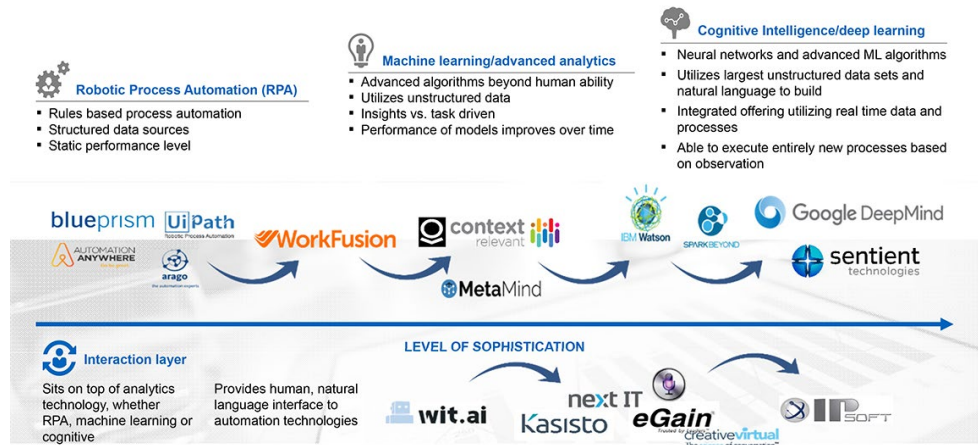 Robotic Process Automation (RPA)
Rules based process automation
Structured data sources
Static performance level
Machine learning/advanced analytics
Advanced algorithms beyond human ability
Utilizes unstructured data
Insights vs. task driven
Performance of models improves over time
Cognitive Intelligence/deep learning
Neural networks and advanced ML algorithms
Utilizes largest unstructured data sets and
natural language to build
Integrated offering utilizing real time data and
processes
Able to execute entirely new processes based
on observation
blueprism
UiPath
Robotic Process Automation
AUTOMATION
ANYWHERE
arago
WorkFusion
context
relevant
MetaMind
IBM Watson
SPARKBEYOND
Google DeepMind
sentient
technologies
LEVEL OF SOPHISTICATION
Interaction layer
Sits on top of analytics
technology, whether
RPA, machine learning or
cognitive
Provides human, natural
language interface to
automation technologies
wit.ai
next IT
Kasisto
eGain
creativevirtual
IPsoft